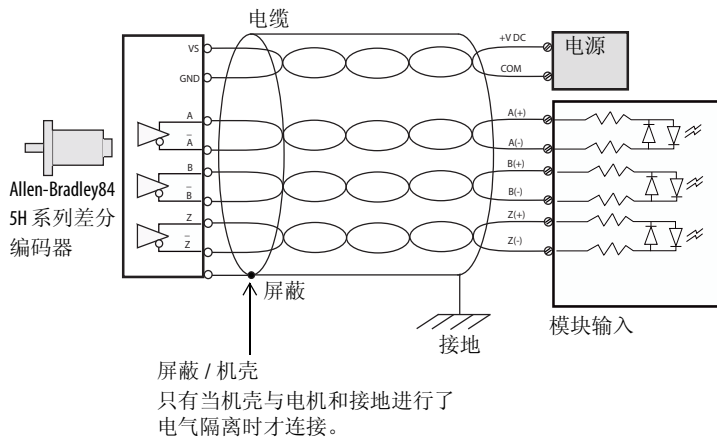 电缆
VS
+V DC
电源
GND
COM
A
A(+)
A
A(-)
B
B(+)
B
B(-)
Z
Z(+)
Z
Z(-)
Allen-Bradley84
5H 系列差分
编码器
屏蔽
接地
模块输入
屏蔽 / 机壳
只有当机壳与电机和接地进行了
电气隔离时才连接。